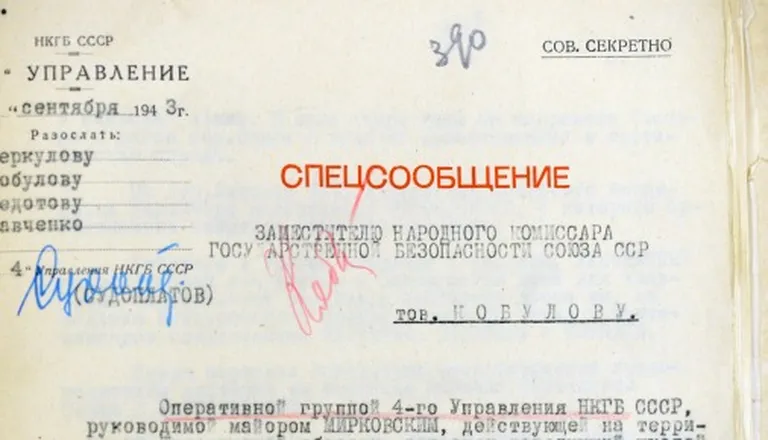 НКГБ СССР
" УПРАВЛЕНИЕ
"сентября 1943г.
Разослать:
еркулову
обулову
едотову
авченко
4" Управления НКГБ СССР
(СУДОПЛАТОВ)
390
СОВ. СЕКРЕТНО
СПЕЦСООБЩЕНИЕ
ЗАМЕСТИТЕЛЮ НАРОДНОГО КОМИССАРА
ГОСУДАРСТВЕННОЙ БЕЗОПАСНОСТИ СОЮЗА ССР
тов. КОБУЛОВУ.
Оперативной группой 4-го Управления НКГБ СССР,
руководимой майором МИРКОВСКИМ, действующей на терри-